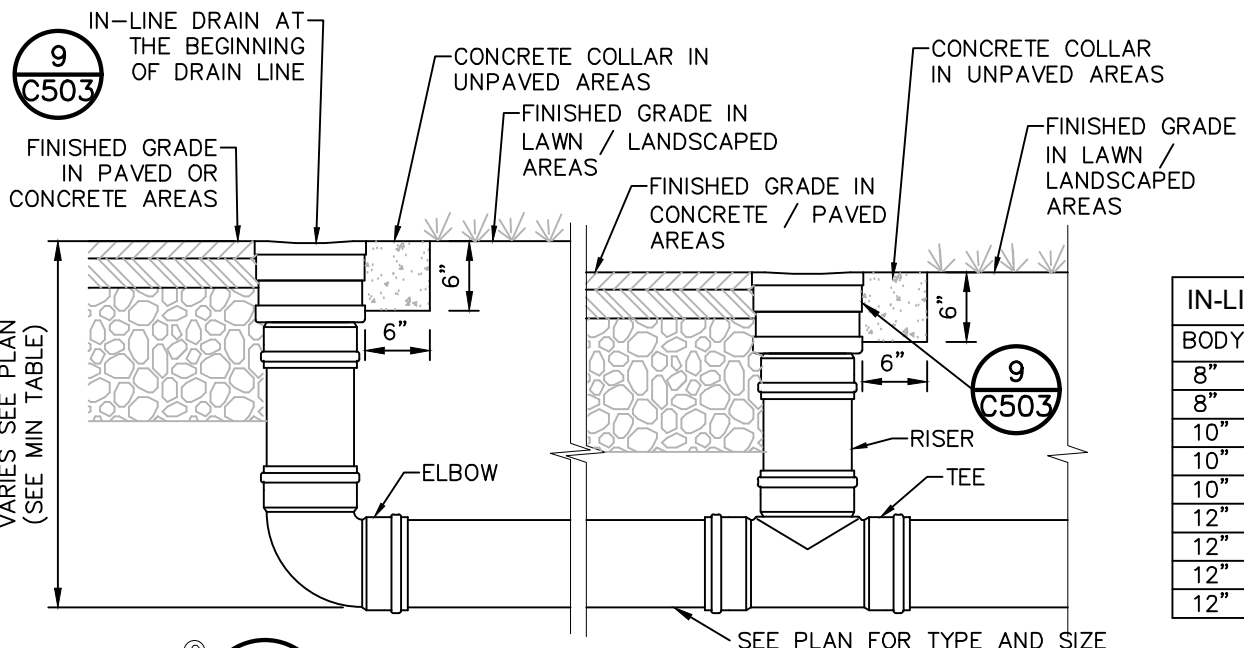 9
C503
IN-LINE DRAIN AT
THE BEGINNING
OF DRAIN LINE
CONCRETE COLLAR IN
UNPAVED AREAS
CONCRETE COLLAR
IN UNPAVED AREAS
FINISHED GRADE IN
LAWN / LANDSCAPED
AREAS
FINISHED GRADE
IN LAWN /
LANDSCAPED
AREAS
FINISHED GRADE
IN PAVED OR
CONCRETE AREAS
FINISHED GRADE IN
CONCRETE / PAVED
AREAS
6"
6"
6"
6"
9
C503
VARIES SEE PLAN
(SEE MIN TABLE)
RISER
ELBOW
TEE
SEE PLAN FOR TYPE AND SIZE
IN-LI
BODY
8"
8"
10"
10"
10"
12"
12"
12"
12"